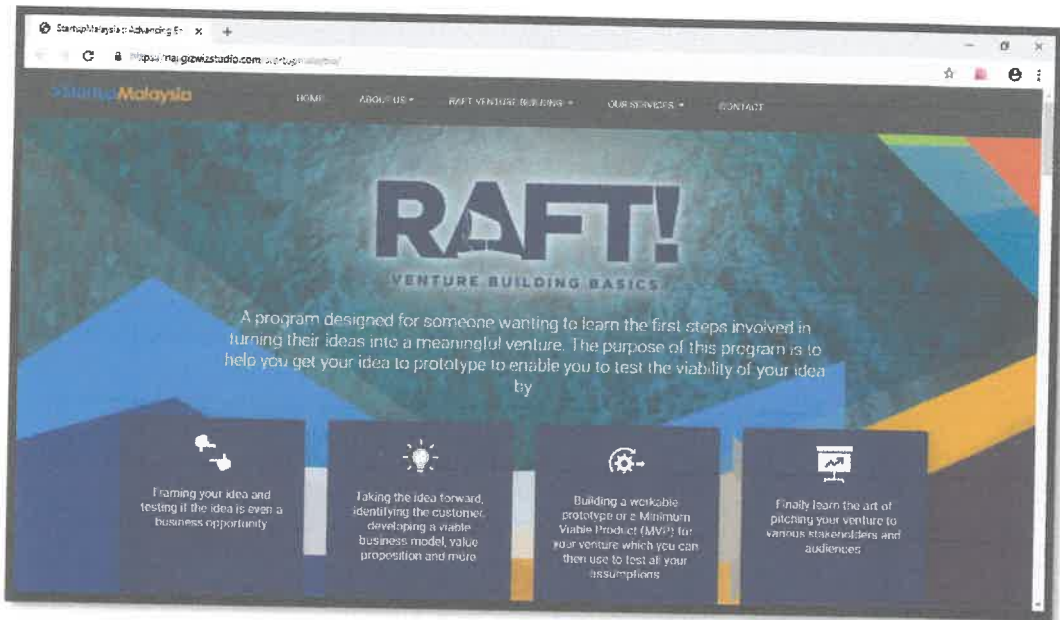 StartupMalaysia : Advancing En
https://naj.grzwizstudio.com/startupmalaysia/
>StartupMalaysia
HOME
ABOUT US
RAFT VENTURE BUILDING
OUR SERVICES
CONTACT
RAFT!
VENTURE BUILDING BASICS
A program designed for someone wanting to learn the first steps involved in
turning their ideas into a meaningful venture. The purpose of this program is to
help you get your idea to prototype to enable you to test the viability of your idea
by
Framing your idea and
testing if the idea is even a
business opportunity
Taking the idea forward,
identifying the customer,
developing a viable
business model, value
proposition and more
Building a workable
prototype or a Minimum
Viable Product (MVP) for
your venture which you can
then use to test all your
assumptions
Finally learn the art of
pitching your venture to
various stakeholders and
audiences